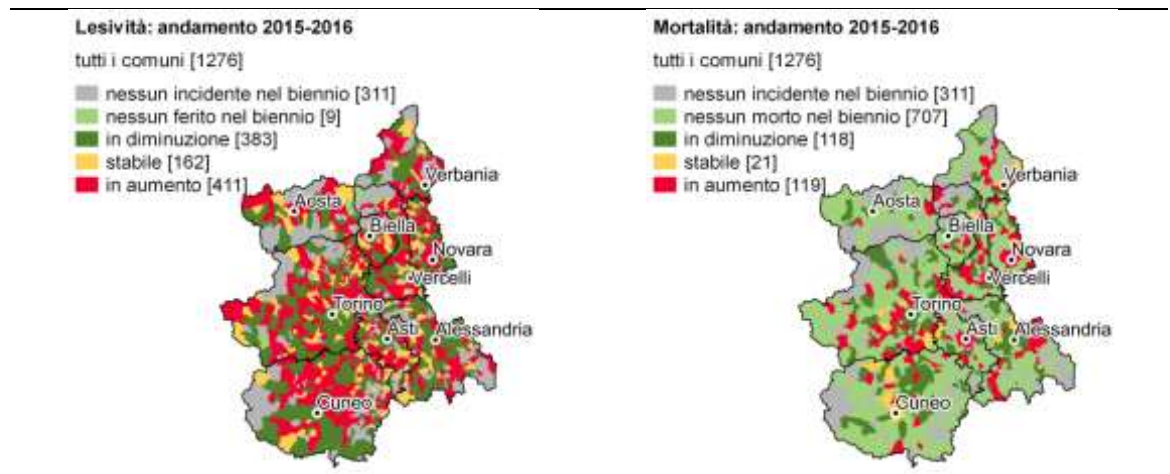 Lesività: andamento 2015-2016
tutti i comuni [1276]
nessun incidente nel biennio [311]
nessun ferito nel biennio [9]
in diminuzione [383]
stabile [162]
in aumento [411]
Verbania
Aosta
Biella
Novara
Vercelli
Torino
Asti
Alessandria
Cuneo
Mortalità: andamento 2015-2016
tutti i comuni [1276]
nessun incidente nel biennio [311]
nessun morto nel biennio [707]
in diminuzione [118]
stabile [21]
in aumento [119]
Verbania
Aosta
Biella
Novara
Vercelli
Torino
Asti
Alessandria
Cuneo